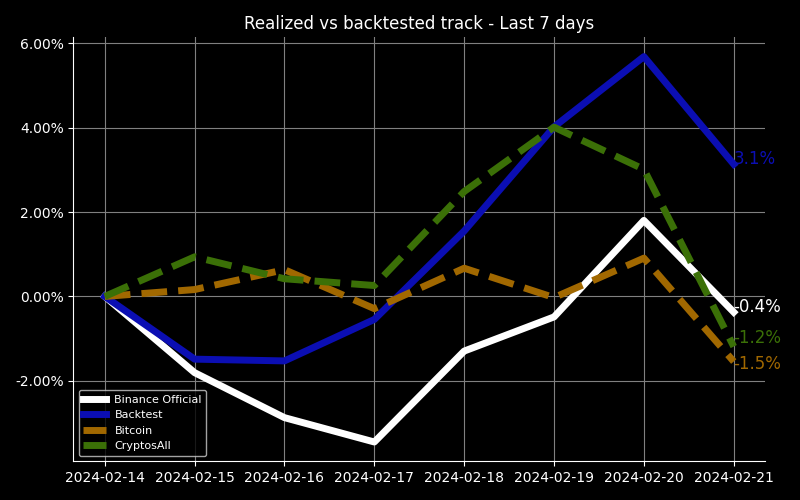 Realized vs backtested track - Last 7 days
6.00%
4.00%
2.00%
0.00%
-2.00%
3.1%
-0.4%
-1.2%
-1.5%
Binance Official
Backtest
Bitcoin
CryptosAll
2024-02-14 2024-02-15 2024-02-16 2024-02-17 2024-02-18 2024-02-19 2024-02-20 2024-02-21